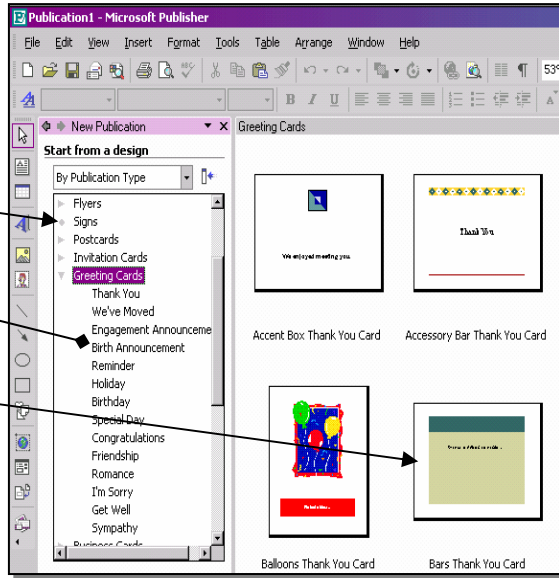 Publication1 - Microsoft Publisher
File Edit View Insert Format Tools Table Arrange Window Help
53%
B I U
New Publication
Greeting Cards
Start from a design
By Publication Type
Flyers
Signs
Postcards
Invitation Cards
Greeting Cards
Thank You
We've Moved
Engagement Announceme
Birth Announcement
Reminder
Holiday
Birthday
Special Day
Congratulations
Friendship
Romance
I'm Sorry
Get Well
Sympathy
Business Cards
We enjoyed meeting you.
Thank You
Accent Box Thank You Card
Accessory Bar Thank You Card
Balloons Thank You Card
Bars Thank You Card